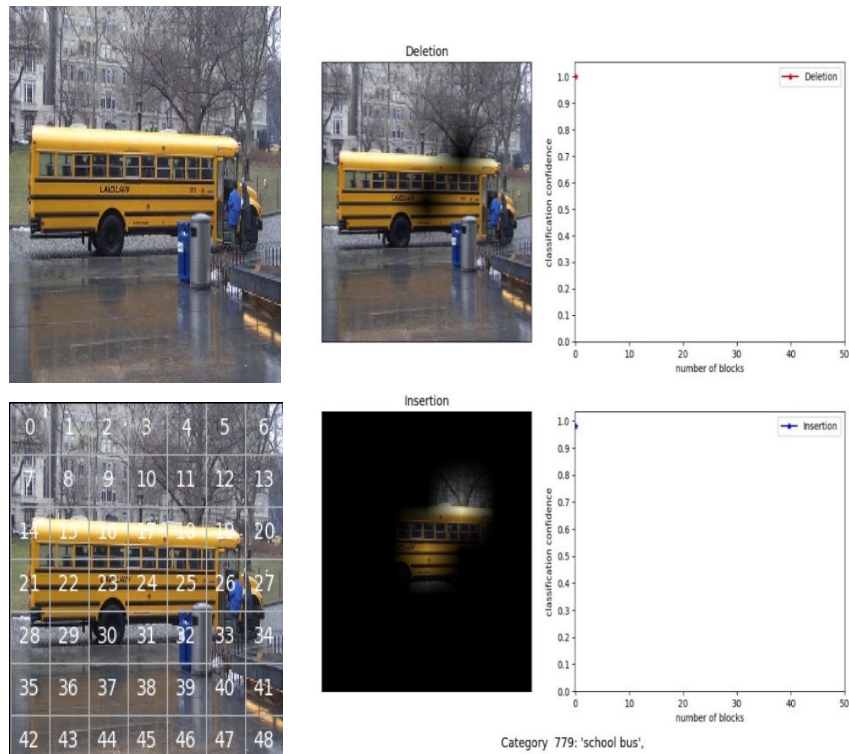 LAIDLAW
Deletion
Deletion
1.0
0.9
0.8
0.7
0.6
0.5
0.4
0.3
0.2
0.1
0.0
classification confidence
0 10 20 30 40 50
number of blocks
0 1 2 3 4 5 6
7 8 9 10 11 12 13
14 15 16 17 18 19 20
21 22 23 24 25 26 27
28 29 30 31 32 33 34
35 36 37 38 39 40 41
42 43 44 45 46 47 48
Insertion
Insertion
1.0
0.9
0.8
0.7
0.6
0.5
0.4
0.3
0.2
0.1
0.0
classification confidence
0 10 20 30 40 50
number of blocks
Category 779: 'school bus',